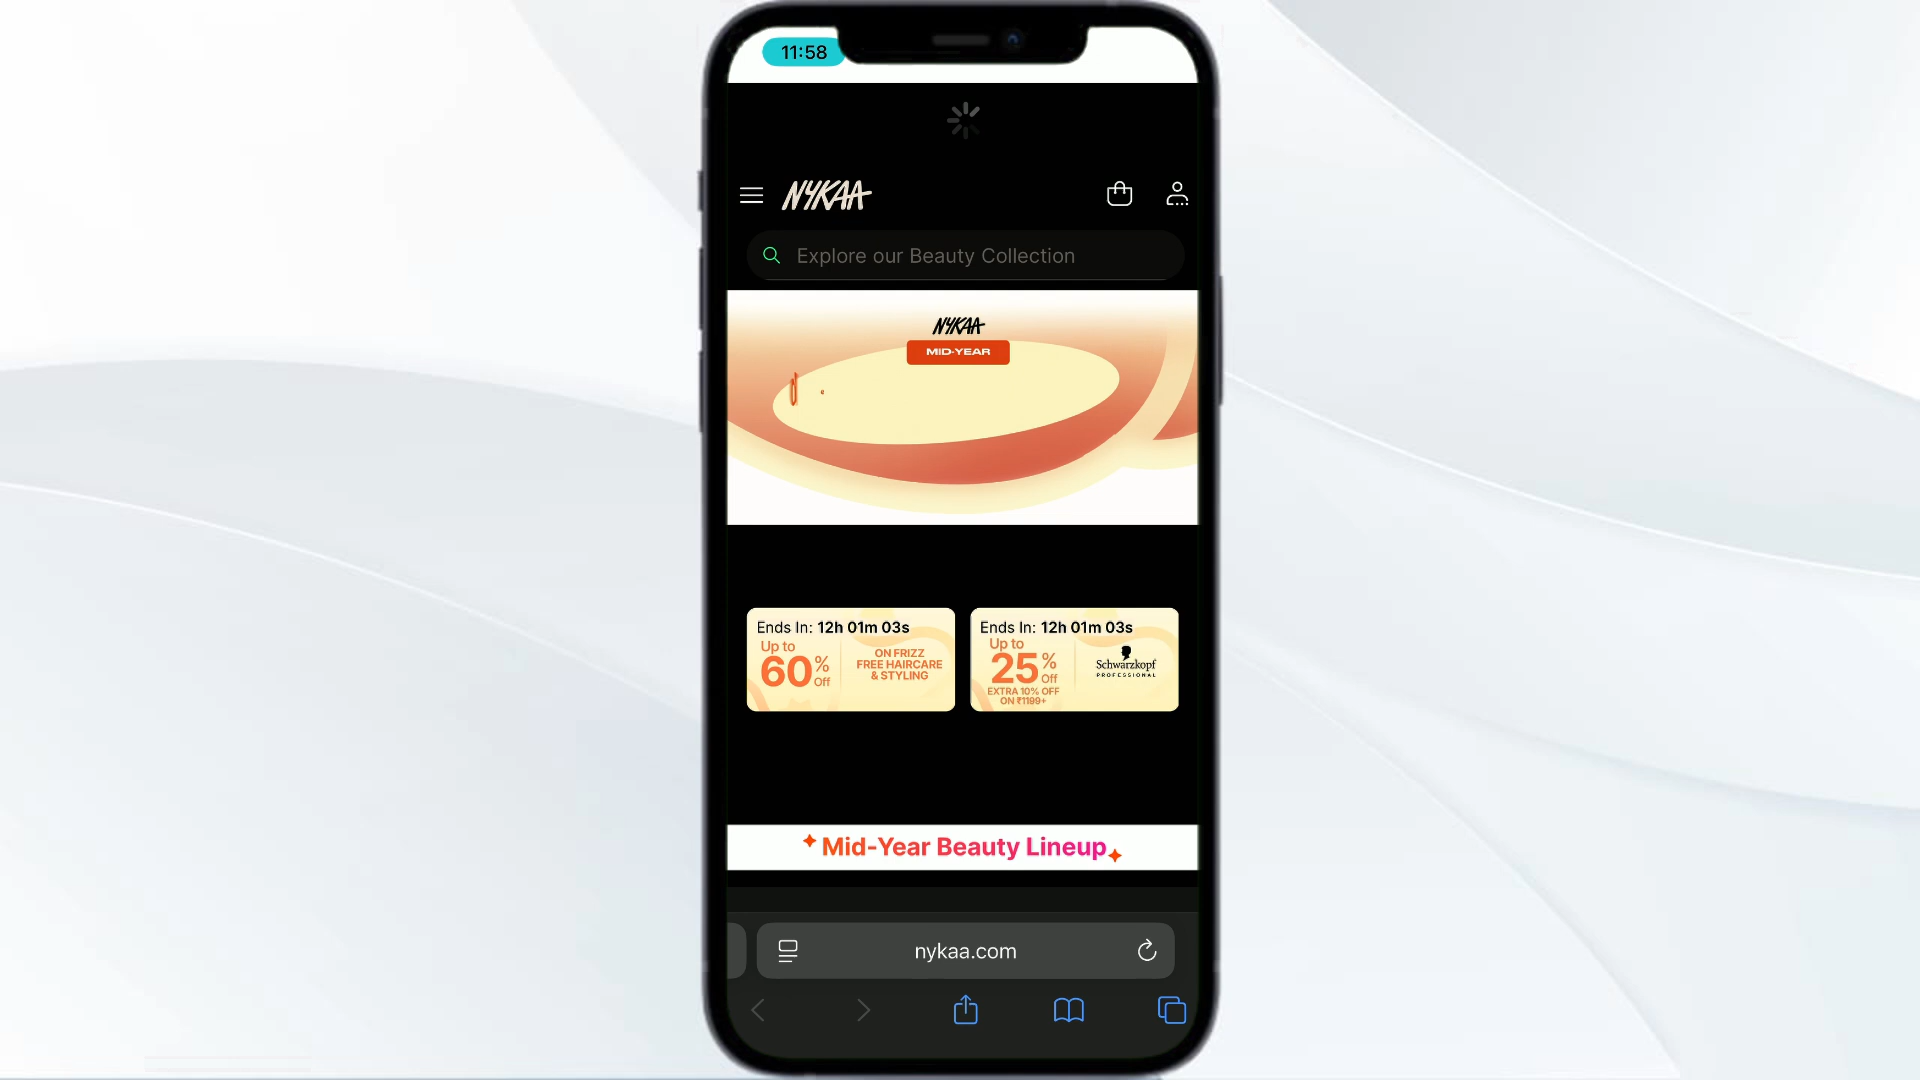 11:58
NYKAA
Explore our Beauty Collection
NYKAA
MID-YEAR
Ends In: 12h 01m 03s
Up to
60%
Off
ON FRIZZ
FREE HAIRCARE
& STYLING
Ends In: 12h 01m 03s
Up to
25%
Off
EXTRA 10% OFF
ON ₹1199+
Schwarzkopf
PROFESSIONAL
Mid-Year Beauty Lineup
nykaa.com